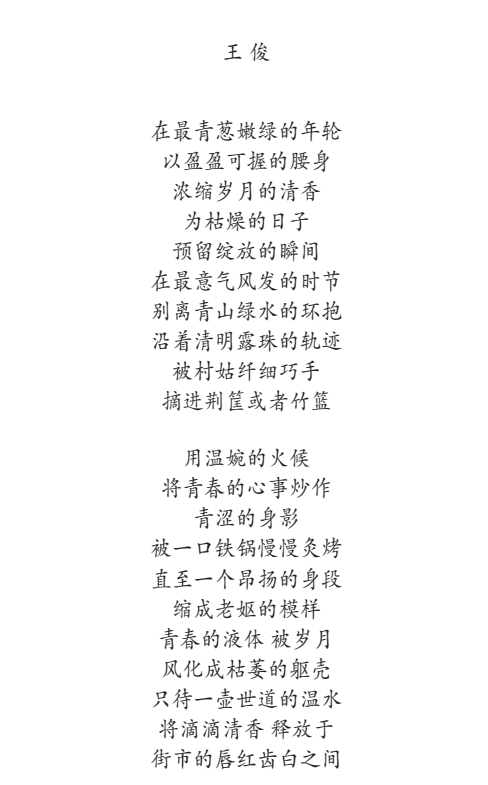 王 俊
在最青葱嫩绿的年轮
以盈盈可握的腰身
浓缩岁月的清香
为枯燥的日子
预留绽放的瞬间
在最意气风发的时节
别离青山绿水的环抱
沿着清明露珠的轨迹
被村姑纤细巧手
摘进荆筐或者竹篮
用温婉的火候
将青春的心事炒作
青涩的身影
被一口铁锅慢慢灸烤
直至一个昂扬的身段
缩成老妪的模样
青春的液体 被岁月
风化成枯萎的躯壳
只待一壶世道的温水
将滴滴清香 释放于
街市的唇红齿白之间